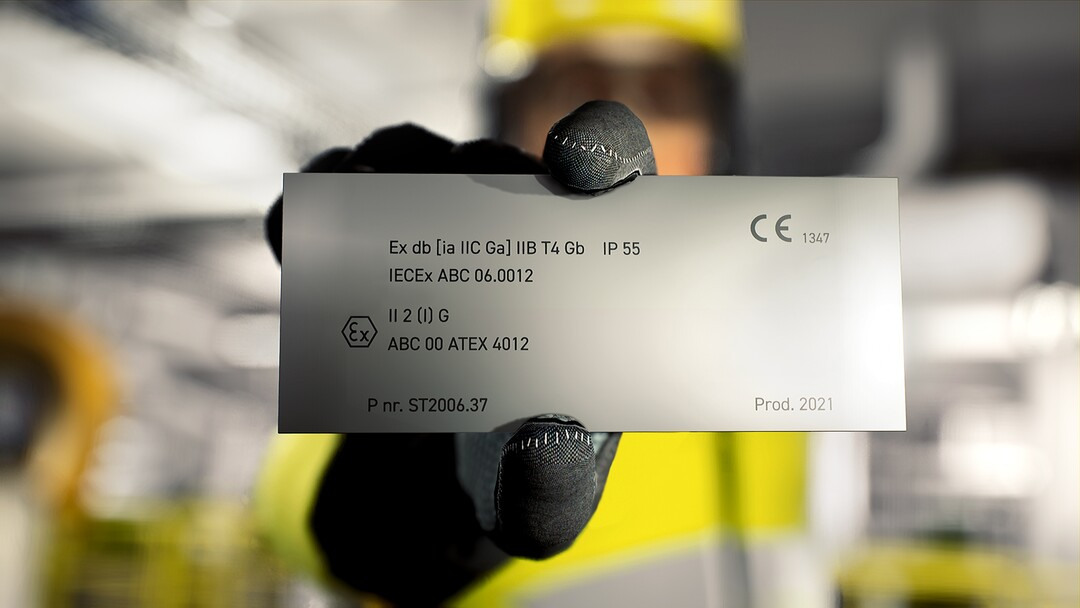 Ex db [ia IIC Ga] IIB T4 Gb IP 55
IECEx ABC 06.0012
CE 1347
Ex
II 2 (I) G
ABC 00 ATEX 4012
P nr. ST2006.37
Prod. 2021